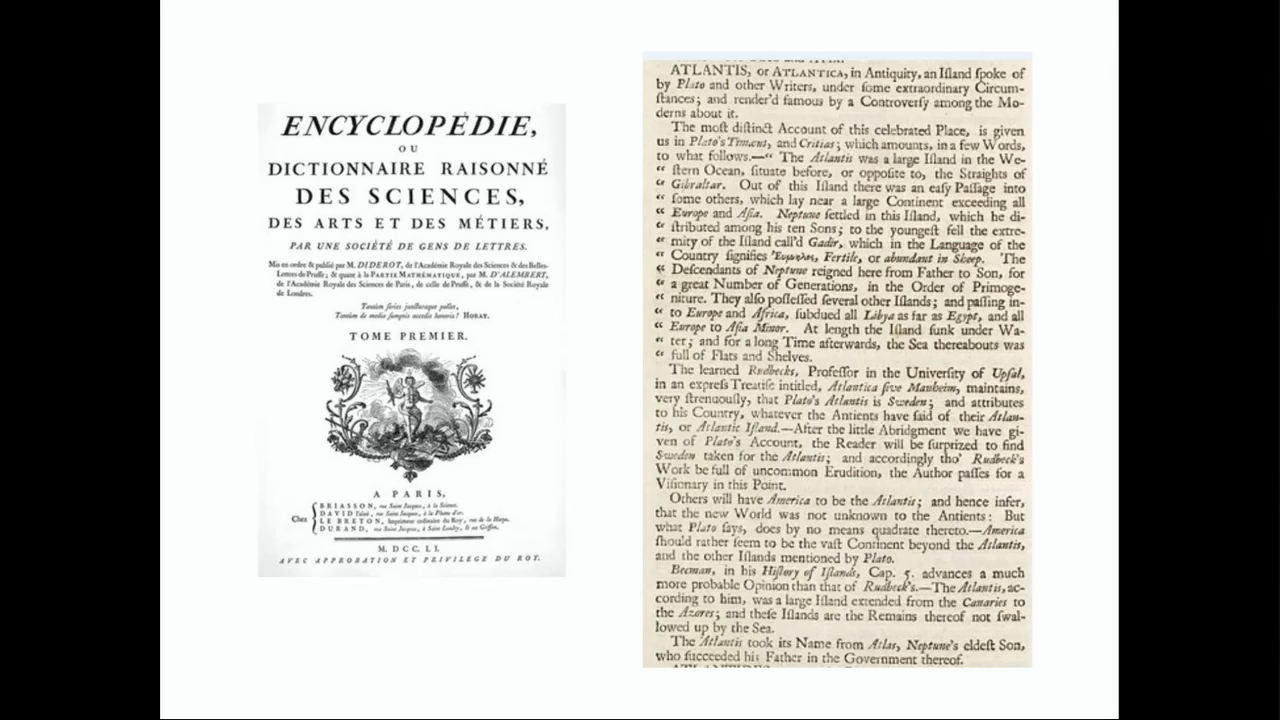 ENCYCLOPÉDIE,
OU
DICTIONNAIRE RAISONNÉ
DES SCIENCES,
DES ARTS ET DES MÉTIERS,
PAR UNE SOCIÉTÉ DE GENS DE LETTRES.
Mis en ordre & publié par M. DIDEROT, de l'Académie Royale des Sciences & des Belles-
Lettres de Prusse; & quant à la PARTIE MATHÉMATIQUE, par M. D'ALEMBERT,
de l'Académie Royale des Sciences de Paris, de celle de Prusse, & de la Société Royale
de Londres.
Tantùm series juncturaque pollet,
Tantùm de medio sumptis accedit honoris! HORAT.
TOME PREMIER.
A PARIS,
Chez
BRIASSON, rue Saint Jacques, à la Science.
DAVID l'aîné, rue Saint Jacques, à la Plume d'or.
LE BRETON, Imprimeur ordinaire du Roy, rue de la Harpe.
DURAND, rue Saint Jacques, à Saint Landry, & au Griffon.
M. DCC. LI.
AVEC APPROBATION ET PRIVILEGE DU ROY.
ATLANTIS, or ATLANTICA, in Antiquity, an Iſland ſpoke of
by Plato and other Writers, under ſome extraordinary Circum-
ſtances; and render'd famous by a Controverſy among the Mo-
derns about it.
The moſt diſtinct Account of this celebrated Place, is given
us in Plato's Timæus, and Critias; which amounts, in a few Words,
to what follows.—“ The Atlantis was a large Iſland in the We-
“ ſtern Ocean, ſituate before, or oppoſite to, the Straights of
“ Gibraltar. Out of this Iſland there was an eaſy Paſſage into
“ ſome others, which lay near a large Continent exceeding all
“ Europe and Aſia. Neptune ſettled in this Iſland, which he di-
“ ſtributed among his ten Sons; to the youngeſt fell the extre-
“ mity of the Iſland call'd Gadir, which in the Language of the
“ Country ſignifies Fertile, or abundant in Sheep. The
“ Deſcendants of Neptune reigned here from Father to Son, for
“ a great Number of Generations, in the Order of Primoge-
“ niture. They alſo poſſeſſed ſeveral other Iſlands; and paſſing in-
“ to Europe and Africa, ſubdued all Libya as far as Egypt, and all
“ Europe to Aſia Minor. At length the Iſland ſunk under Wa-
“ ter; and for a long Time afterwards, the Sea thereabouts was
“ full of Flats and Shelves.
The learned Rudbecks, Profeſſor in the Univerſity of Upſal,
in an expreſs Treatiſe intitled, Atlantica ſive Manheim, maintains,
very ſtrenuouſly, that Plato's Atlantis is Sweden; and attributes
to his Country, whatever the Antients have ſaid of their Atlan-
tis, or Atlantic Iſland.—After the little Abridgment we have gi-
ven of Plato's Account, the Reader will be ſurprized to find
Sweden taken for the Atlantis; and accordingly tho' Rudbeck's
Work be full of uncommon Erudition, the Author paſſes for a
Viſionary in this Point.
Others will have America to be the Atlantis; and hence infer,
that the new World was not unknown to the Antients: But
what Plato ſays, does by no means quadrate thereto.—America
ſhould rather ſeem to be the vaſt Continent beyond the Atlantis,
and the other Iſlands mentioned by Plato.
Becman, in his Hiſtory of Iſlands, Cap. 5. advances a much
more probable Opinion than that of Rudbeck's.—The Atlantis, ac-
cording to him, was a large Iſland extended from the Canaries to
the Azores; and theſe Iſlands are the Remains thereof not ſwal-
lowed up by the Sea.
The Atlantis took its Name from Atlas, Neptune's eldeſt Son,
who ſucceeded his Father in the Government thereof.